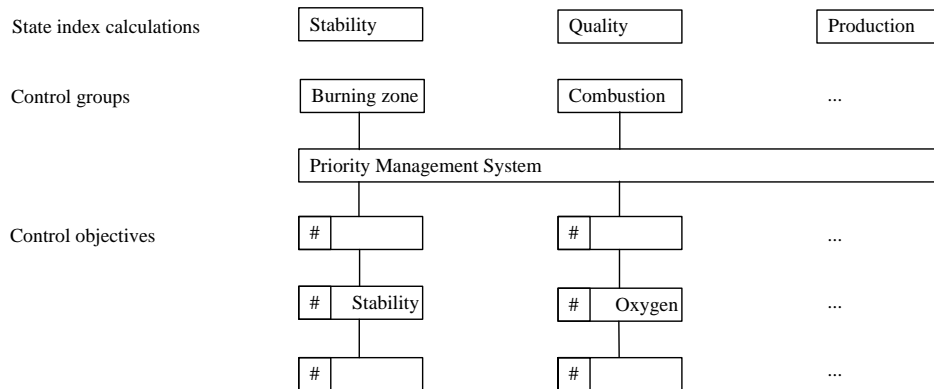 State index calculations Stability Quality Production
Control groups Burning zone Combustion ...
Priority Management System
Control objectives # # ...
# Stability # Oxygen ...
# # ...